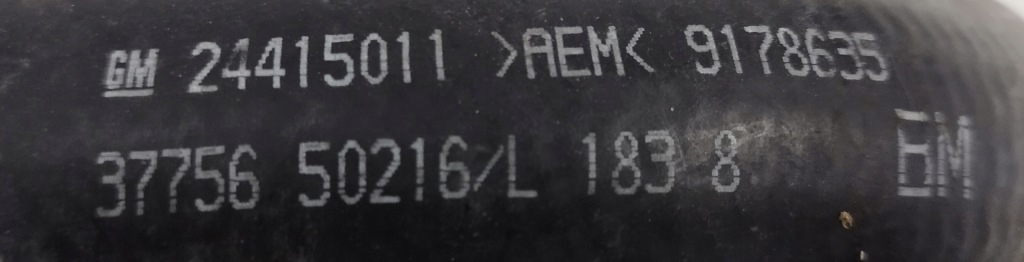 GM 24415011 >AEM< 9178635
37756 50216/L 183 8 GM